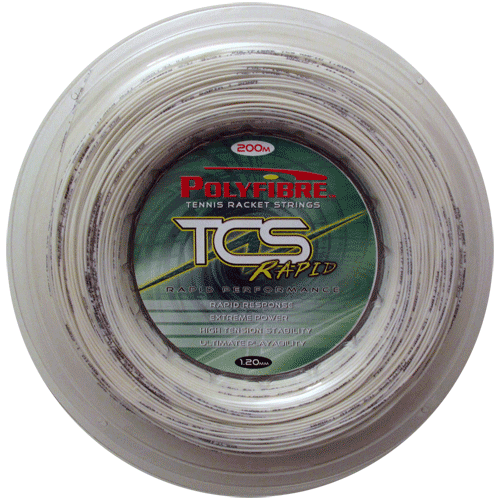 200M
POLYFIBRE™
TENNIS RACKET STRINGS
TCS
RAPID
RAPID PERFORMANCE
RAPID RESPONSE
EXTREME POWER
HIGH TENSION STABILITY
ULTIMATE PLAYABILITY
1.20MM